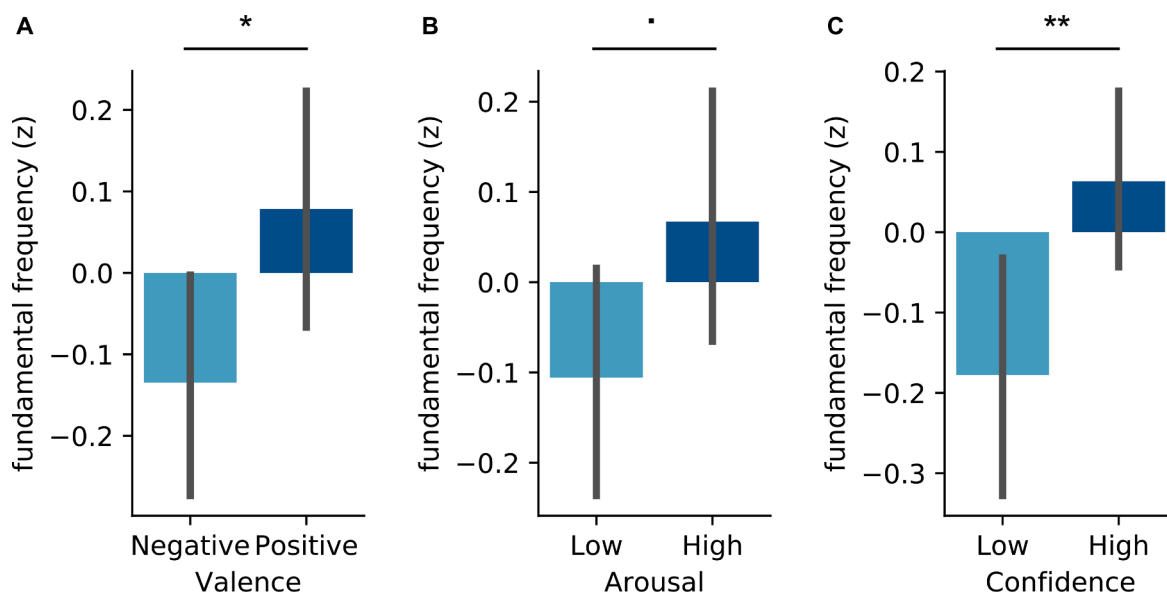 A
*
fundamental frequency (z)
0.2
0.1
0.0
−0.1
−0.2
Negative Positive
Valence
B
.
fundamental frequency (z)
0.2
0.1
0.0
−0.1
−0.2
Low High
Arousal
C
**
fundamental frequency (z)
0.2
0.1
0.0
−0.1
−0.2
−0.3
Low High
Confidence